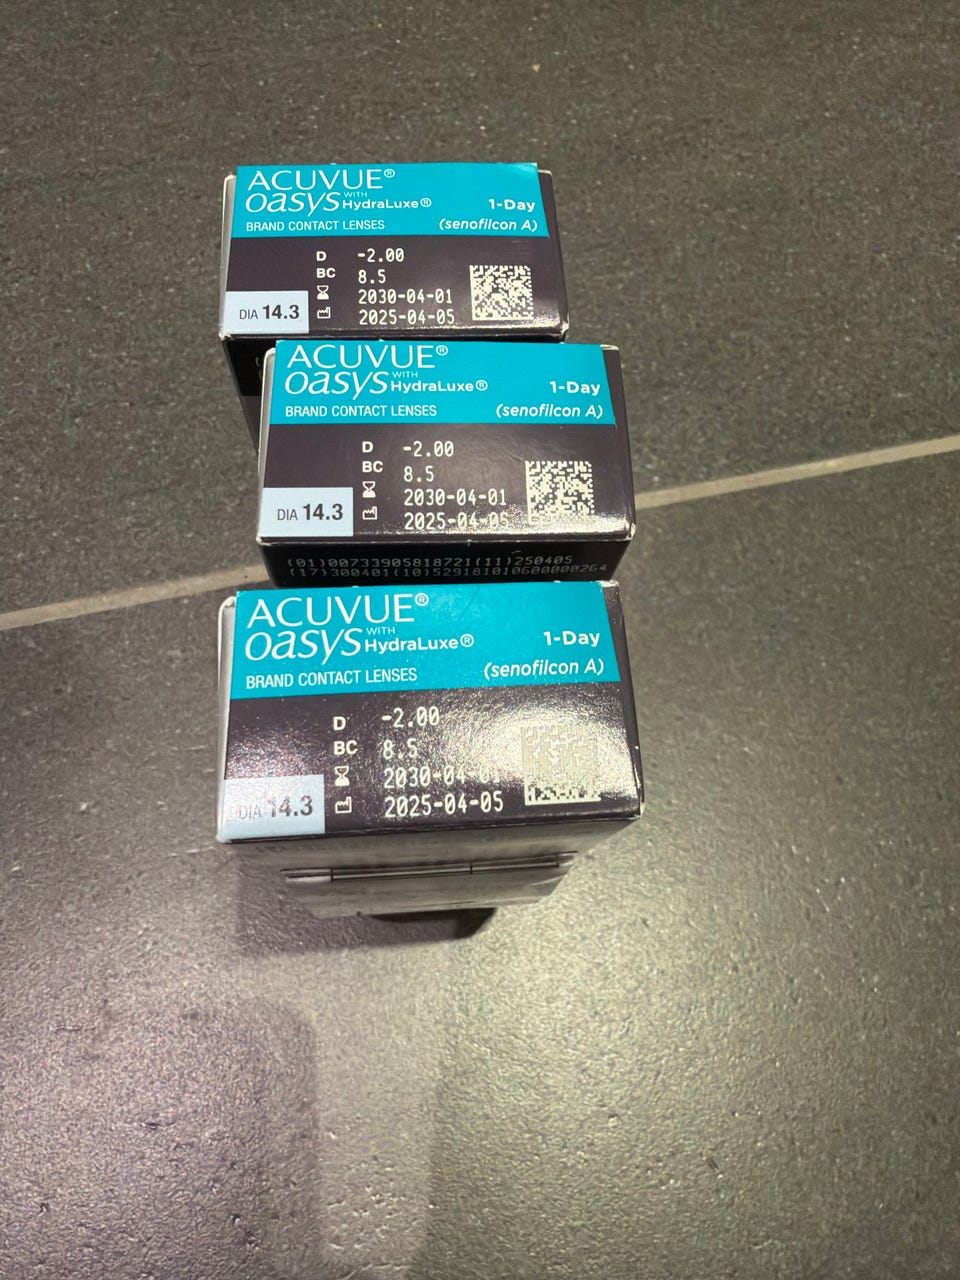 ACUVUE®
oasys WITH HydraLuxe® 1-Day
BRAND CONTACT LENSES (senofilcon A)
D -2.00
BC 8.5
2030-04-01
DIA 14.3 2025-04-05
ACUVUE®
oasys WITH HydraLuxe® 1-Day
BRAND CONTACT LENSES (senofilcon A)
D -2.00
BC 8.5
2030-04-01
DIA 14.3 2025-04-05
(01)00733905818721(11)250405
(17)300401(10)529181010600000264
ACUVUE®
oasys WITH HydraLuxe® 1-Day
BRAND CONTACT LENSES (senofilcon A)
D -2.00
BC 8.5
2030-04-01
DIA 14.3 2025-04-05